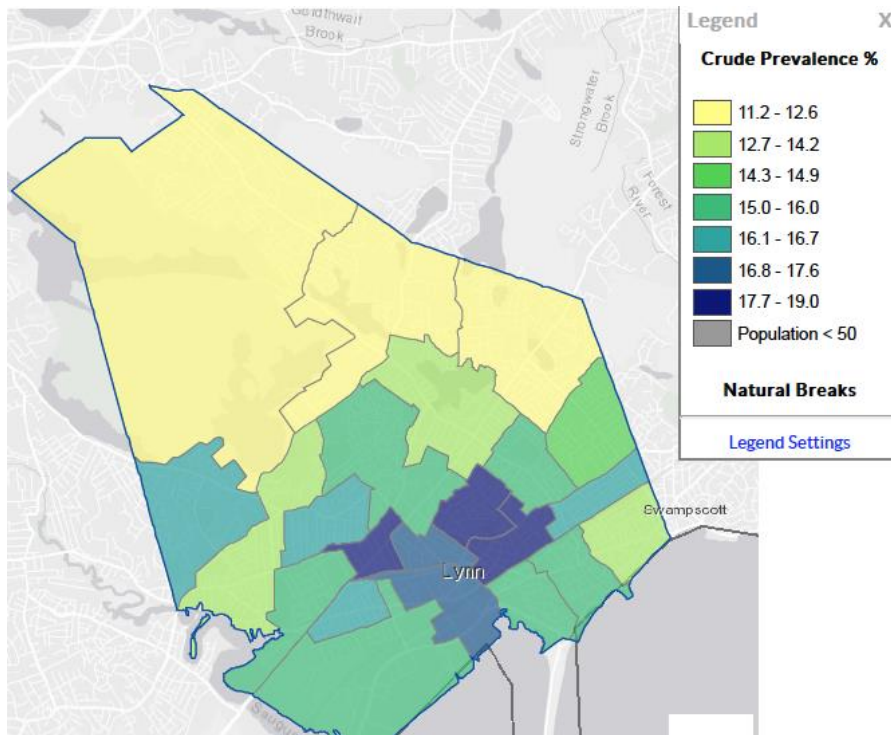 Goldthwait
Brook
Strongwater
Brook
Forest
River
Swampscott
Lynn
Legend X
Crude Prevalence %
11.2 - 12.6
12.7 - 14.2
14.3 - 14.9
15.0 - 16.0
16.1 - 16.7
16.8 - 17.6
17.7 - 19.0
Population < 50
Natural Breaks
Legend Settings